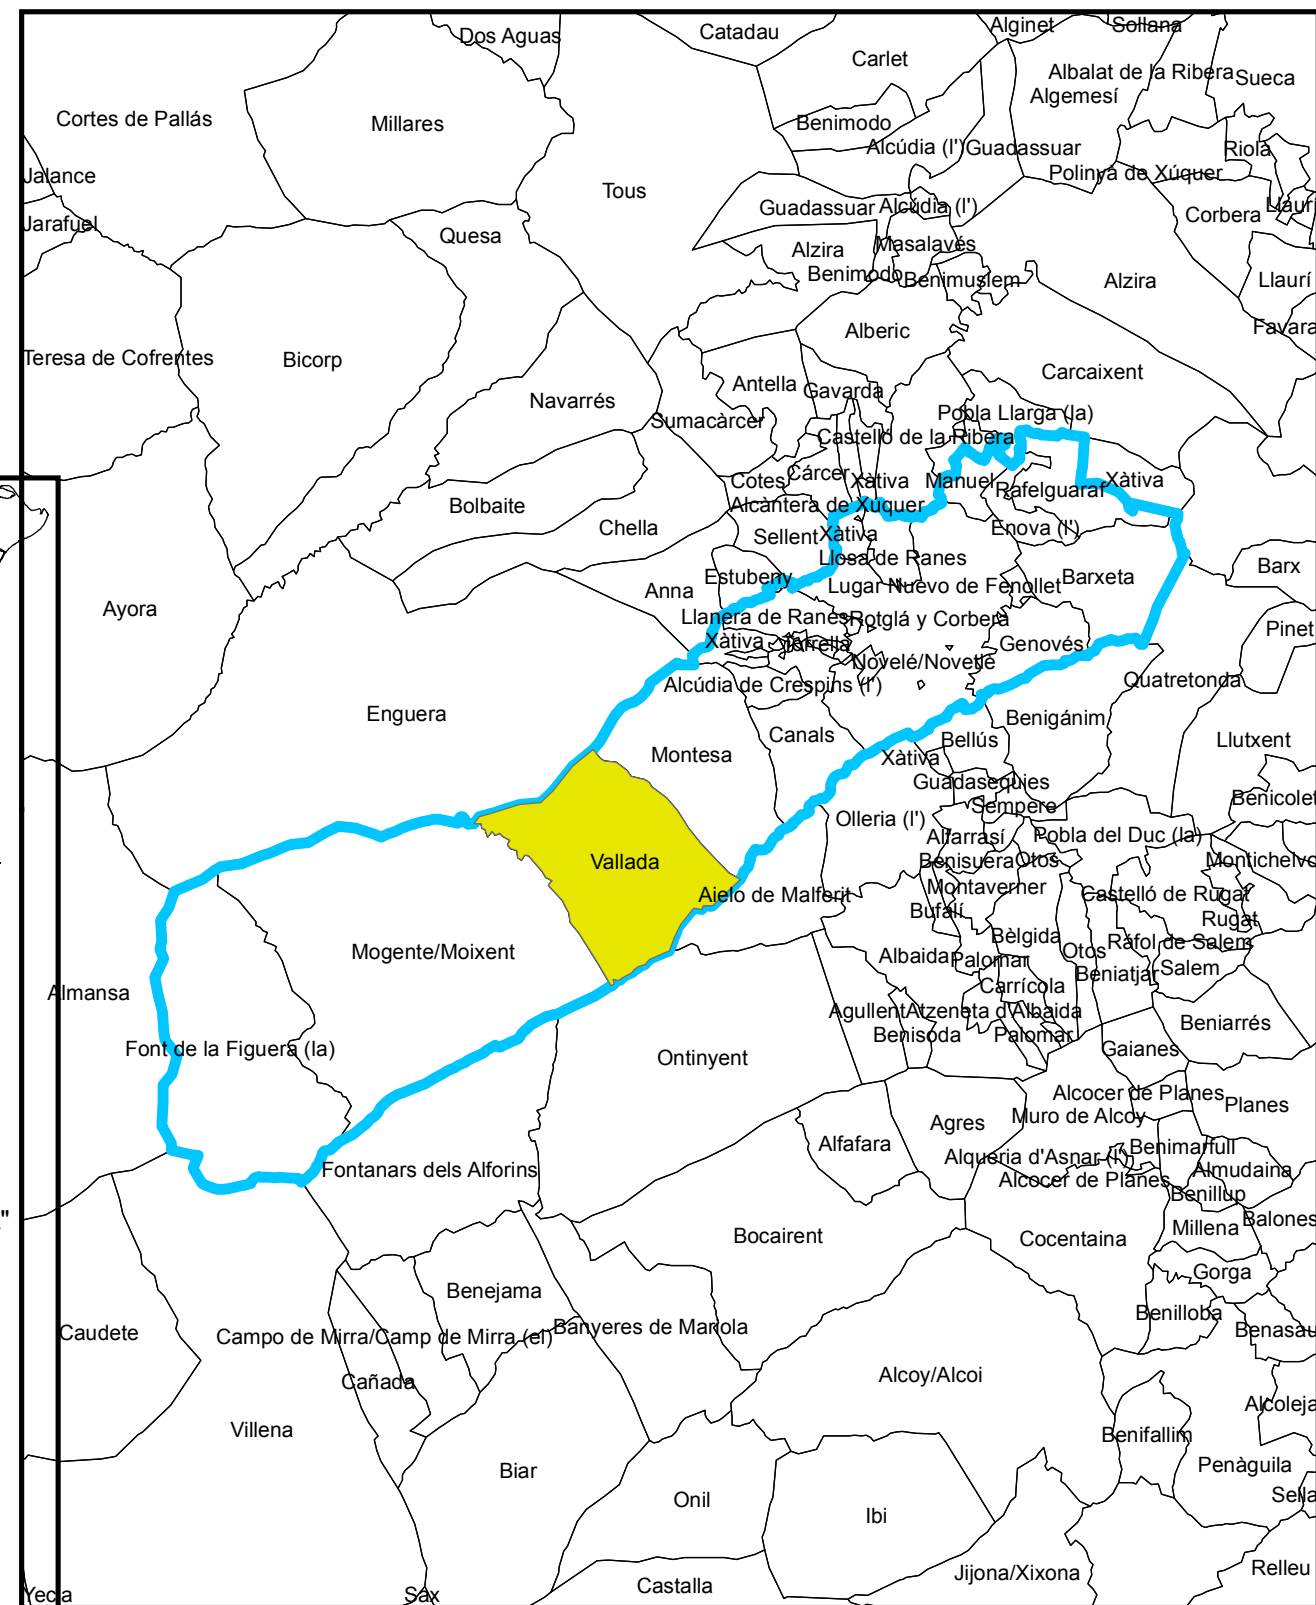 Dos Aguas
Catadau
Alginet
Sollana
Carlet
Albalat de la Ribera
Sueca
Algemesí
Cortes de Pallás
Millares
Benimodo
Alcúdia (l')
Guadassuar
Riola
Jalance
Tous
Polinyà de Xúquer
Jarafuel
Quesa
Guadassuar
Alcúdia (l')
Corbera
Llaurí
Alzira
Masalavés
Benimodo
Benimuslem
Alzira
Llaurí
Favara
Alberic
Teresa de Cofrentes
Bicorp
Carcaixent
Antella
Gavarda
Navarrés
Pobla Llarga (la)
Sumacàrcer
Castelló de la Ribera
Cotes
Cárcer
Xàtiva
Manuel
Rafelguaraf
Xàtiva
Bolbaite
Alcàntera de Xúquer
Chella
Sellent
Xàtiva
Enova (l')
Llosa de Ranes
Barx
Estubeny
Anna
Lugar Nuevo de Fenollet
Barxeta
Ayora
Llanera de Ranes
Rotglá y Corberá
Pinet
Xàtiva
Torrella
Genovés
Novelé/Novetlè
Alcúdia de Crespins (l')
Quatretonda
Enguera
Benigánim
Montesa
Canals
Bellús
Llutxent
Xàtiva
Guadasequies
Benicolet
Sempere
Olleria (l')
Alfarrasí
Pobla del Duc (la)
Vallada
Benisuera
Otos
Montichelvo
Aielo de Malferit
Montaverner
Castelló de Rugat
Bufalí
Rugat
Bèlgida
Mogente/Moixent
Albaida
Palomar
Otos
Ráfol de Salem
Beniatjar
Salem
Almansa
Carrícola
Agullent
Atzeneta d'Albaida
Beniarrés
Benisoda
Palomar
Font de la Figuera (la)
Ontinyent
Gaianes
Alcocer de Planes
Planes
Muro de Alcoy
Agres
Alfafara
Benimarfull
Alqueria d'Asnar (l')
Fontanars dels Alforins
Almudaina
Alcocer de Planes
Benillup
Balones
"
Bocairent
Millena
Cocentaina
Gorga
Benejama
Benilloba
Caudete
Campo de Mirra/Camp de Mirra (el)
Banyeres de Mariola
Benasau
Cañada
Alcoy/Alcoi
Alcoleja
Villena
Benifallim
Biar
Penàguila
Onil
Sella
Ibi
Relleu
Jijona/Xixona
Castalla
Yecla
Sax